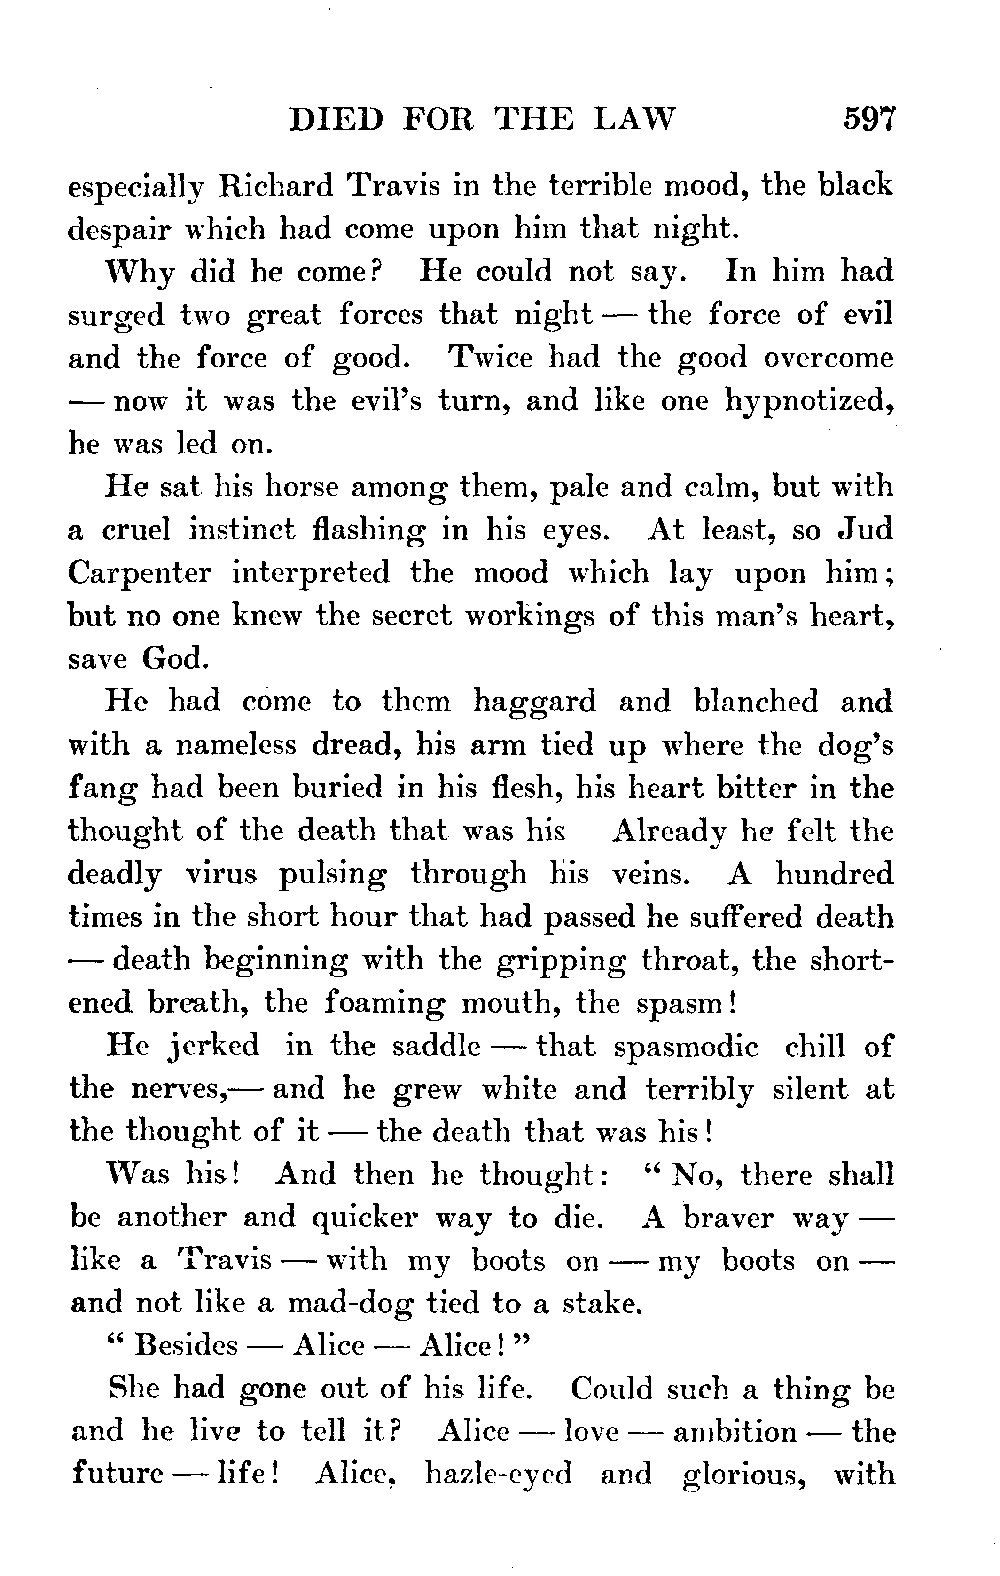 DIED FOR THE LAW 597
especially Richard Travis in the terrible mood, the black
despair which had come upon him that night.
Why did he come? He could not say. In him had
surged two great forces that night — the force of evil
and the force of good. Twice had the good overcome
— now it was the evil's turn, and like one hypnotized,
he was led on.
He sat his horse among them, pale and calm, but with
a cruel instinct flashing in his eyes. At least, so Jud
Carpenter interpreted the mood which lay upon him;
but no one knew the secret workings of this man's heart,
save God.
He had come to them haggard and blanched and
with a nameless dread, his arm tied up where the dog's
fang had been buried in his flesh, his heart bitter in the
thought of the death that was his Already he felt the
deadly virus pulsing through his veins. A hundred
times in the short hour that had passed he suffered death
— death beginning with the gripping throat, the short-
ened breath, the foaming mouth, the spasm!
He jerked in the saddle — that spasmodic chill of
the nerves,— and he grew white and terribly silent at
the thought of it — the death that was his!
Was his! And then he thought: " No, there shall
be another and quicker way to die. A braver way —
like a Travis — with my boots on — my boots on —
and not like a mad-dog tied to a stake.
" Besides — Alice — Alice! "
She had gone out of his life. Could such a thing be
and he live to tell it? Alice — love — ambition — the
future — life! Alice, hazle-eyed and glorious, with